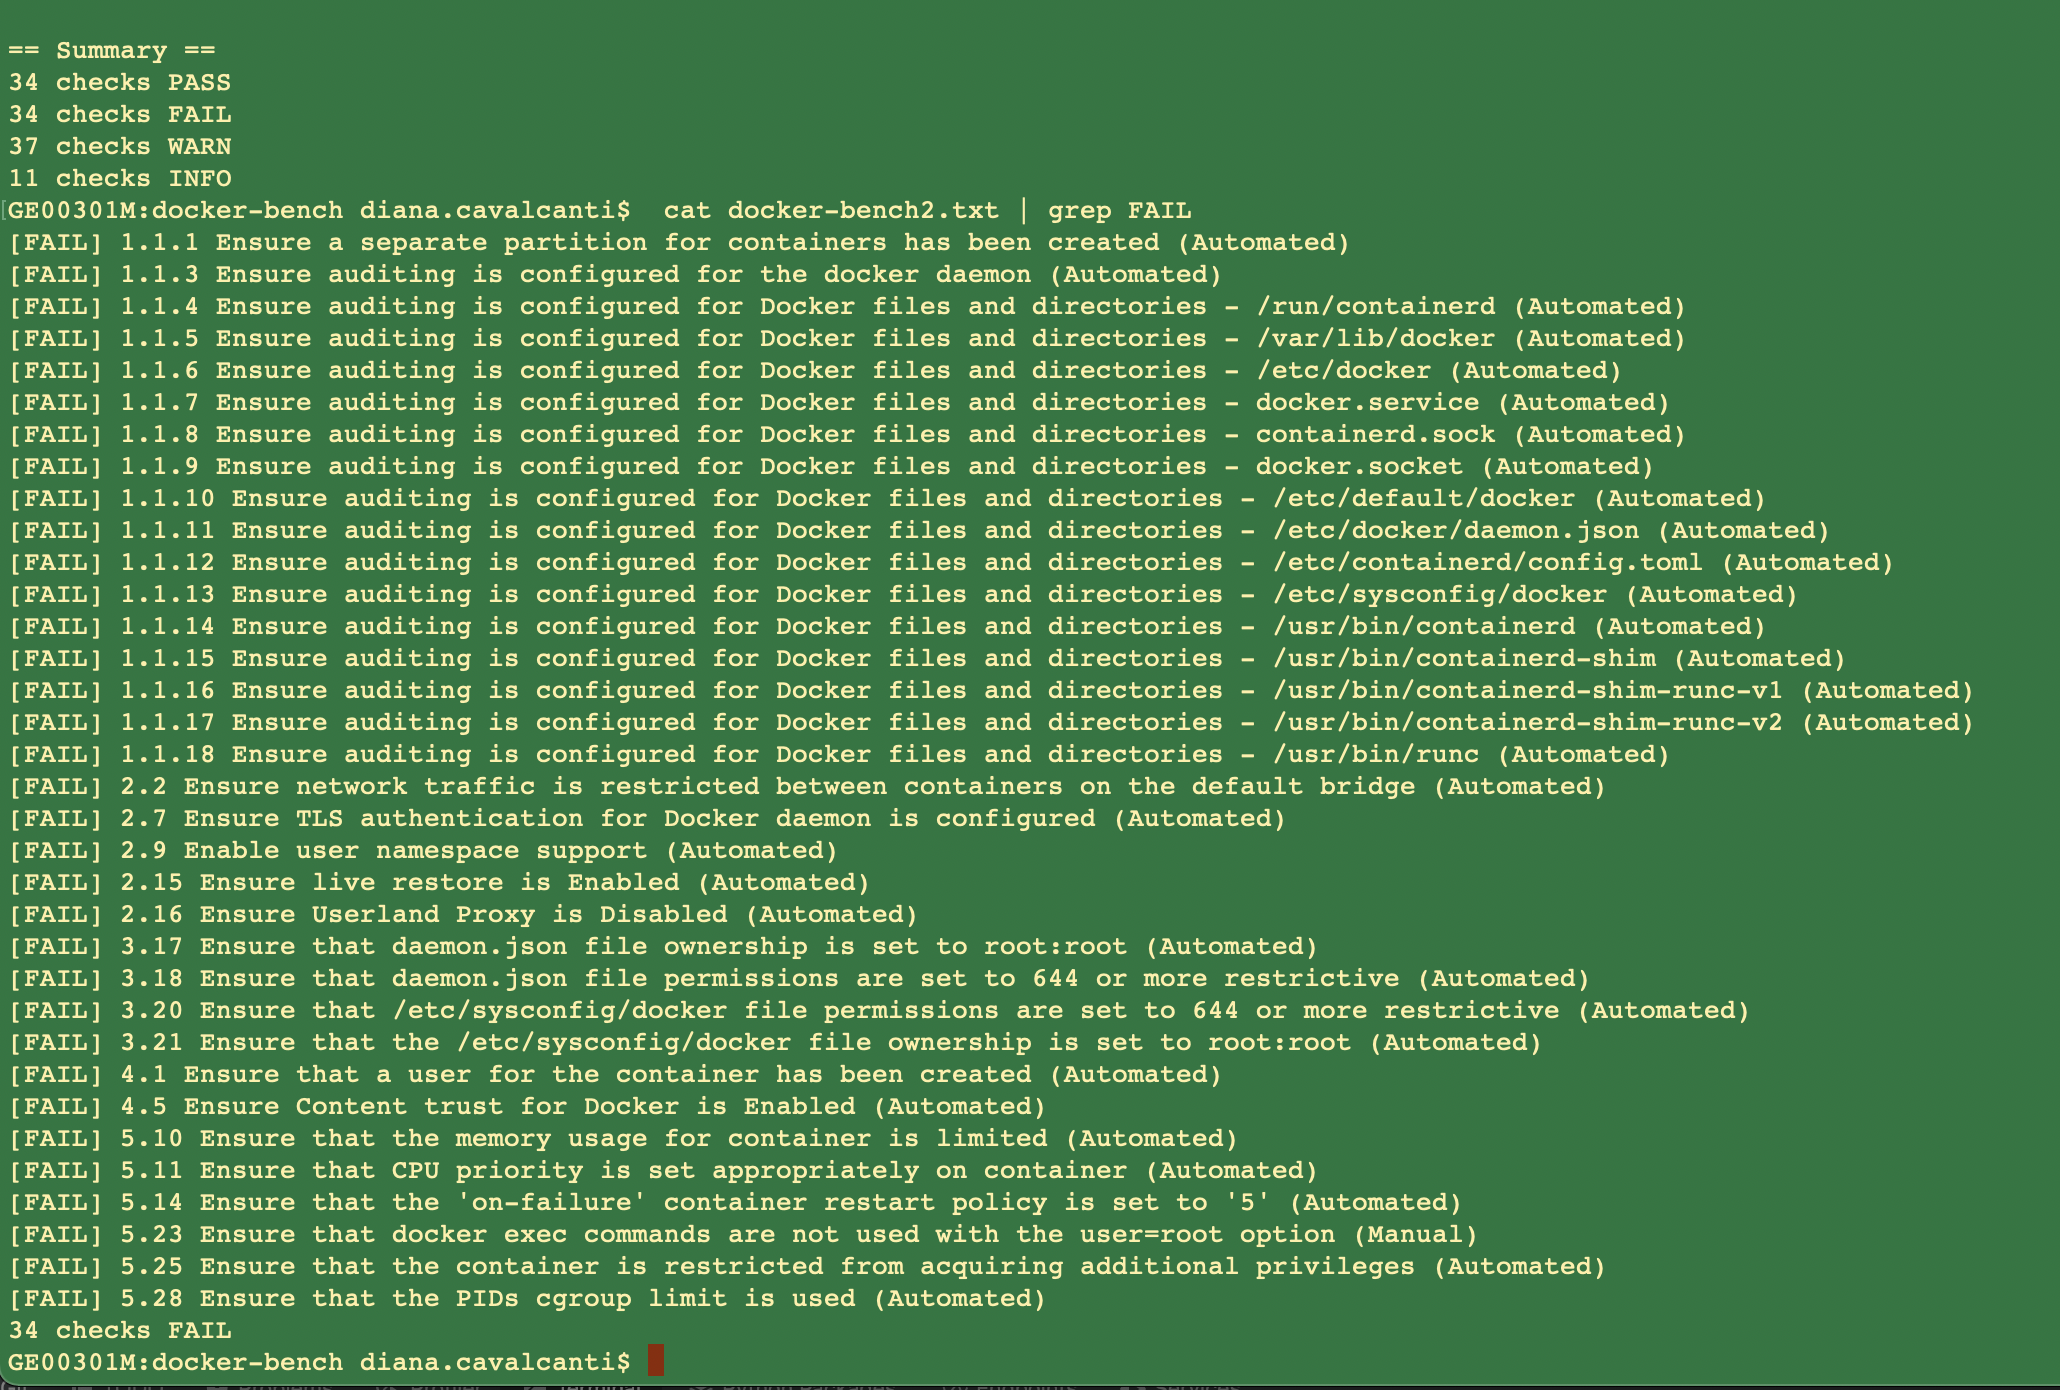 == Summary ==
34 checks PASS
34 checks FAIL
37 checks WARN
11 checks INFO
GE00301M:docker-bench diana.cavalcanti$  cat docker-bench2.txt | grep FAIL
[FAIL] 1.1.1 Ensure a separate partition for containers has been created (Automated)
[FAIL] 1.1.3 Ensure auditing is configured for the docker daemon (Automated)
[FAIL] 1.1.4 Ensure auditing is configured for Docker files and directories - /run/containerd (Automated)
[FAIL] 1.1.5 Ensure auditing is configured for Docker files and directories - /var/lib/docker (Automated)
[FAIL] 1.1.6 Ensure auditing is configured for Docker files and directories - /etc/docker (Automated)
[FAIL] 1.1.7 Ensure auditing is configured for Docker files and directories - docker.service (Automated)
[FAIL] 1.1.8 Ensure auditing is configured for Docker files and directories - containerd.sock (Automated)
[FAIL] 1.1.9 Ensure auditing is configured for Docker files and directories - docker.socket (Automated)
[FAIL] 1.1.10 Ensure auditing is configured for Docker files and directories - /etc/default/docker (Automated)
[FAIL] 1.1.11 Ensure auditing is configured for Docker files and directories - /etc/docker/daemon.json (Automated)
[FAIL] 1.1.12 Ensure auditing is configured for Docker files and directories - /etc/containerd/config.toml (Automated)
[FAIL] 1.1.13 Ensure auditing is configured for Docker files and directories - /etc/sysconfig/docker (Automated)
[FAIL] 1.1.14 Ensure auditing is configured for Docker files and directories - /usr/bin/containerd (Automated)
[FAIL] 1.1.15 Ensure auditing is configured for Docker files and directories - /usr/bin/containerd-shim (Automated)
[FAIL] 1.1.16 Ensure auditing is configured for Docker files and directories - /usr/bin/containerd-shim-runc-v1 (Automated)
[FAIL] 1.1.17 Ensure auditing is configured for Docker files and directories - /usr/bin/containerd-shim-runc-v2 (Automated)
[FAIL] 1.1.18 Ensure auditing is configured for Docker files and directories - /usr/bin/runc (Automated)
[FAIL] 2.2 Ensure network traffic is restricted between containers on the default bridge (Automated)
[FAIL] 2.7 Ensure TLS authentication for Docker daemon is configured (Automated)
[FAIL] 2.9 Enable user namespace support (Automated)
[FAIL] 2.15 Ensure live restore is Enabled (Automated)
[FAIL] 2.16 Ensure Userland Proxy is Disabled (Automated)
[FAIL] 3.17 Ensure that daemon.json file ownership is set to root:root (Automated)
[FAIL] 3.18 Ensure that daemon.json file permissions are set to 644 or more restrictive (Automated)
[FAIL] 3.20 Ensure that /etc/sysconfig/docker file permissions are set to 644 or more restrictive (Automated)
[FAIL] 3.21 Ensure that the /etc/sysconfig/docker file ownership is set to root:root (Automated)
[FAIL] 4.1 Ensure that a user for the container has been created (Automated)
[FAIL] 4.5 Ensure Content trust for Docker is Enabled (Automated)
[FAIL] 5.10 Ensure that the memory usage for container is limited (Automated)
[FAIL] 5.11 Ensure that CPU priority is set appropriately on container (Automated)
[FAIL] 5.14 Ensure that the 'on-failure' container restart policy is set to '5' (Automated)
[FAIL] 5.23 Ensure that docker exec commands are not used with the user=root option (Manual)
[FAIL] 5.25 Ensure that the container is restricted from acquiring additional privileges (Automated)
[FAIL] 5.28 Ensure that the PIDs cgroup limit is used (Automated)
34 checks FAIL
GE00301M:docker-bench diana.cavalcanti$